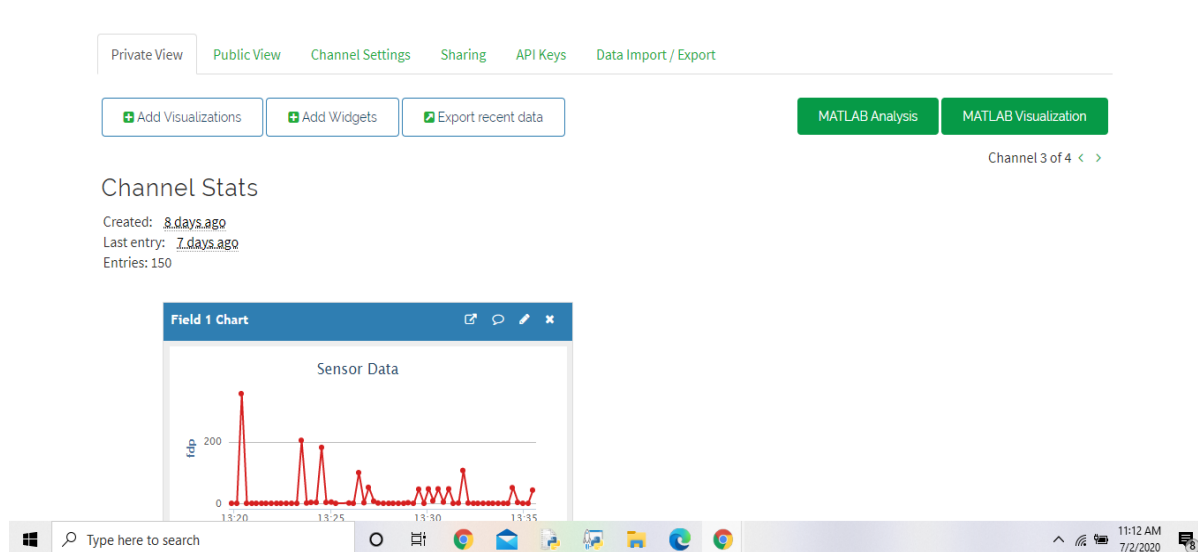 Private View Public View Channel Settings Sharing API Keys Data Import / Export
Add Visualizations Add Widgets Export recent data MATLAB Analysis MATLAB Visualization
Channel 3 of 4 < >
Channel Stats
Created: 8 days ago
Last entry: 7 days ago
Entries: 150
Field 1 Chart
Sensor Data
fdp
200
0
13:20 13:25 13:30 13:35
Type here to search
11:12 AM
7/2/2020
8